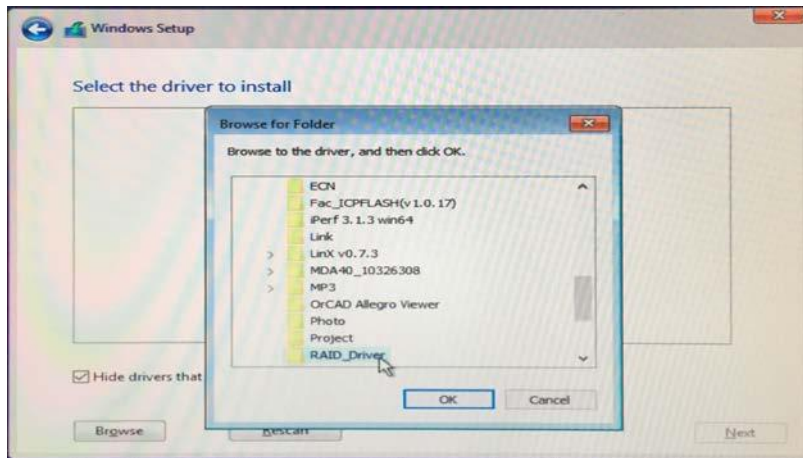 Windows Setup
Select the driver to install
Browse for Folder
Browse to the driver, and then click OK.
ECN
Fac_ICPFLASH(v1.0.17)
iPerf 3.1.3 win64
Link
LinX v0.7.3
MDA40_10326308
MP3
OrCAD Allegro Viewer
Photo
Project
RAID_Driver
Hide drivers that
OK Cancel
Browse Rescan Next